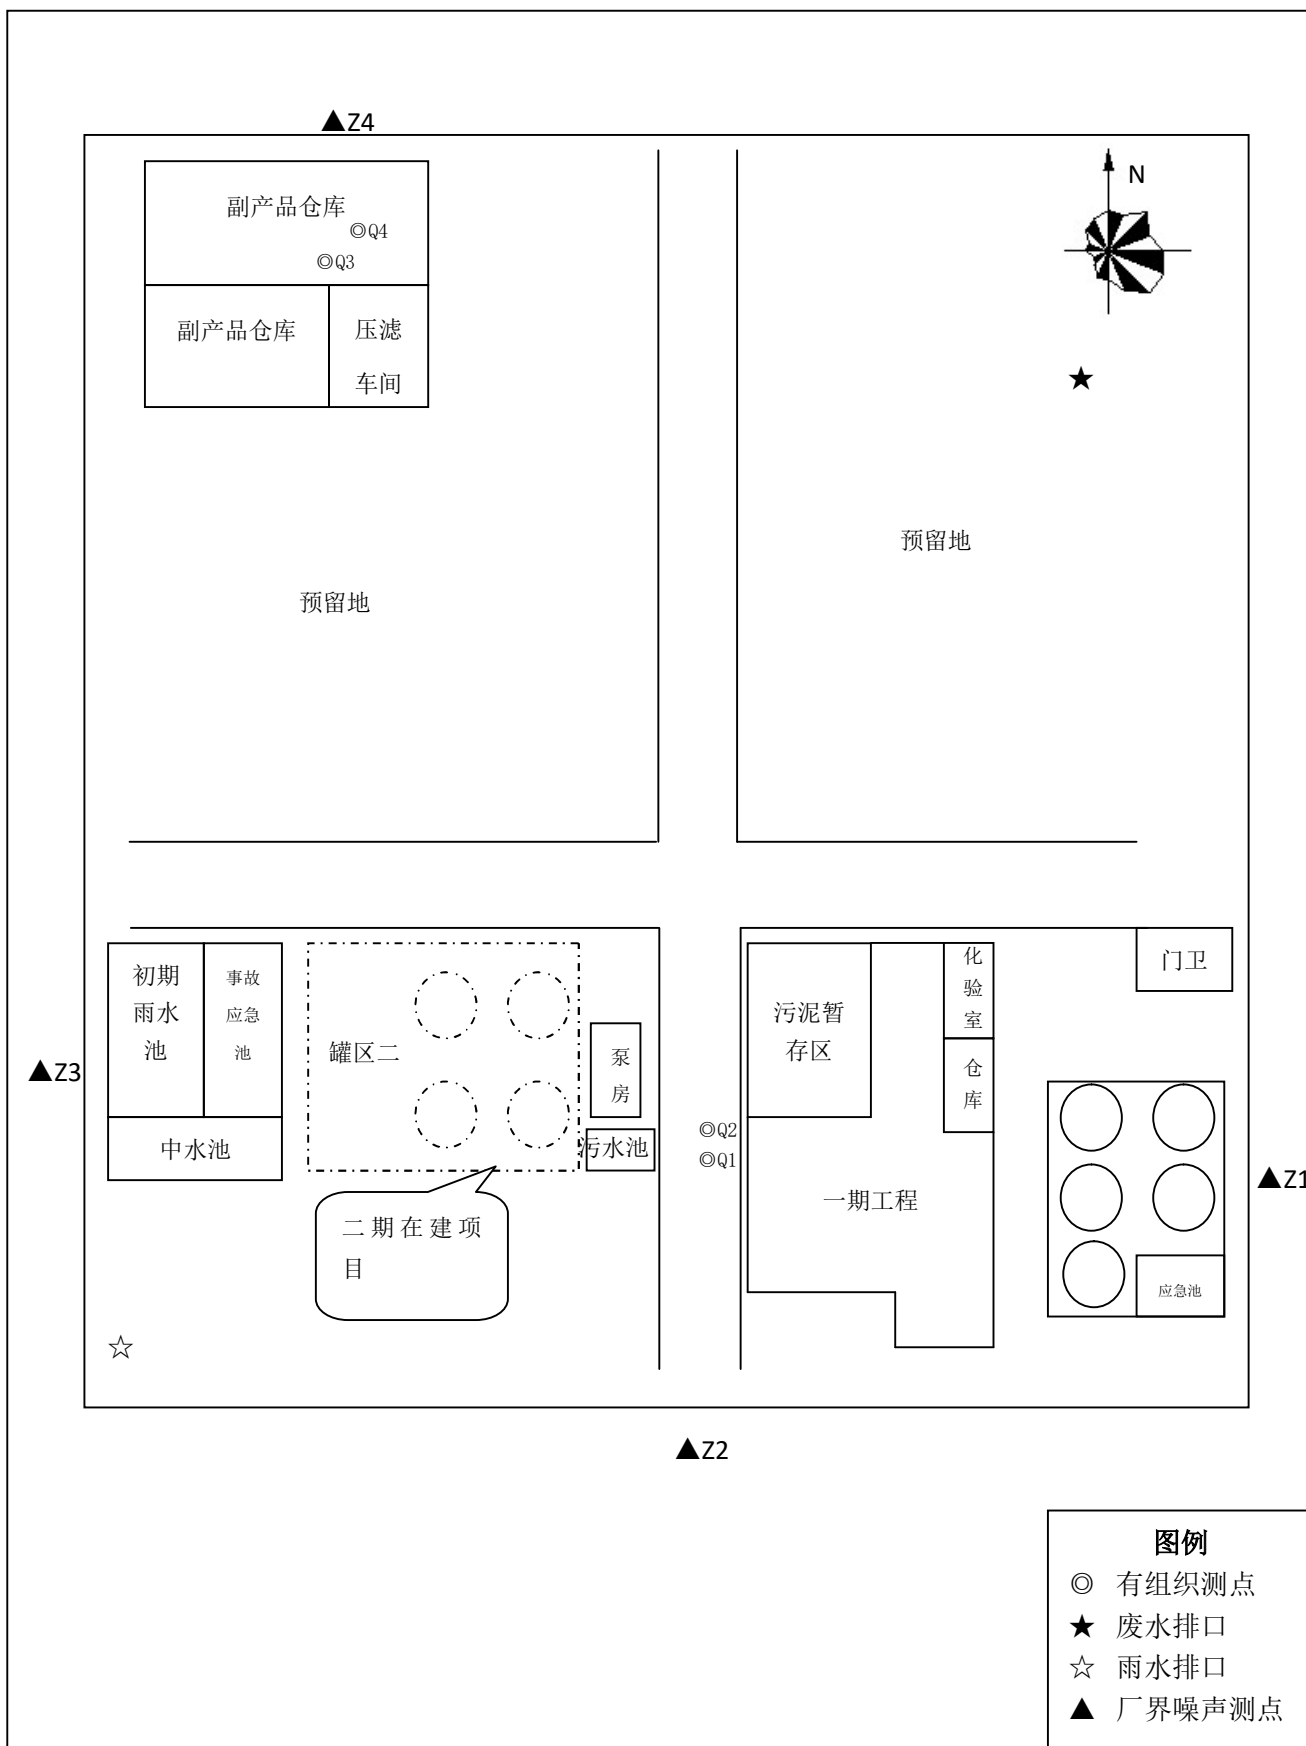 ▲Z4
N
副产品仓库
◎Q4
◎Q3
副产品仓库
压滤
车间
★
预留地
预留地
门卫
初期
雨水
池
事故
应急
池
罐区二
泵
房
污泥暂
存区
化
验
室
仓
库
▲Z3
中水池
污水池
◎Q2
◎Q1
一期工程
▲Z1
二期在建项
目
应急池
☆
▲Z2
图例
◎ 有组织测点
★ 废水排口
☆ 雨水排口
▲ 厂界噪声测点